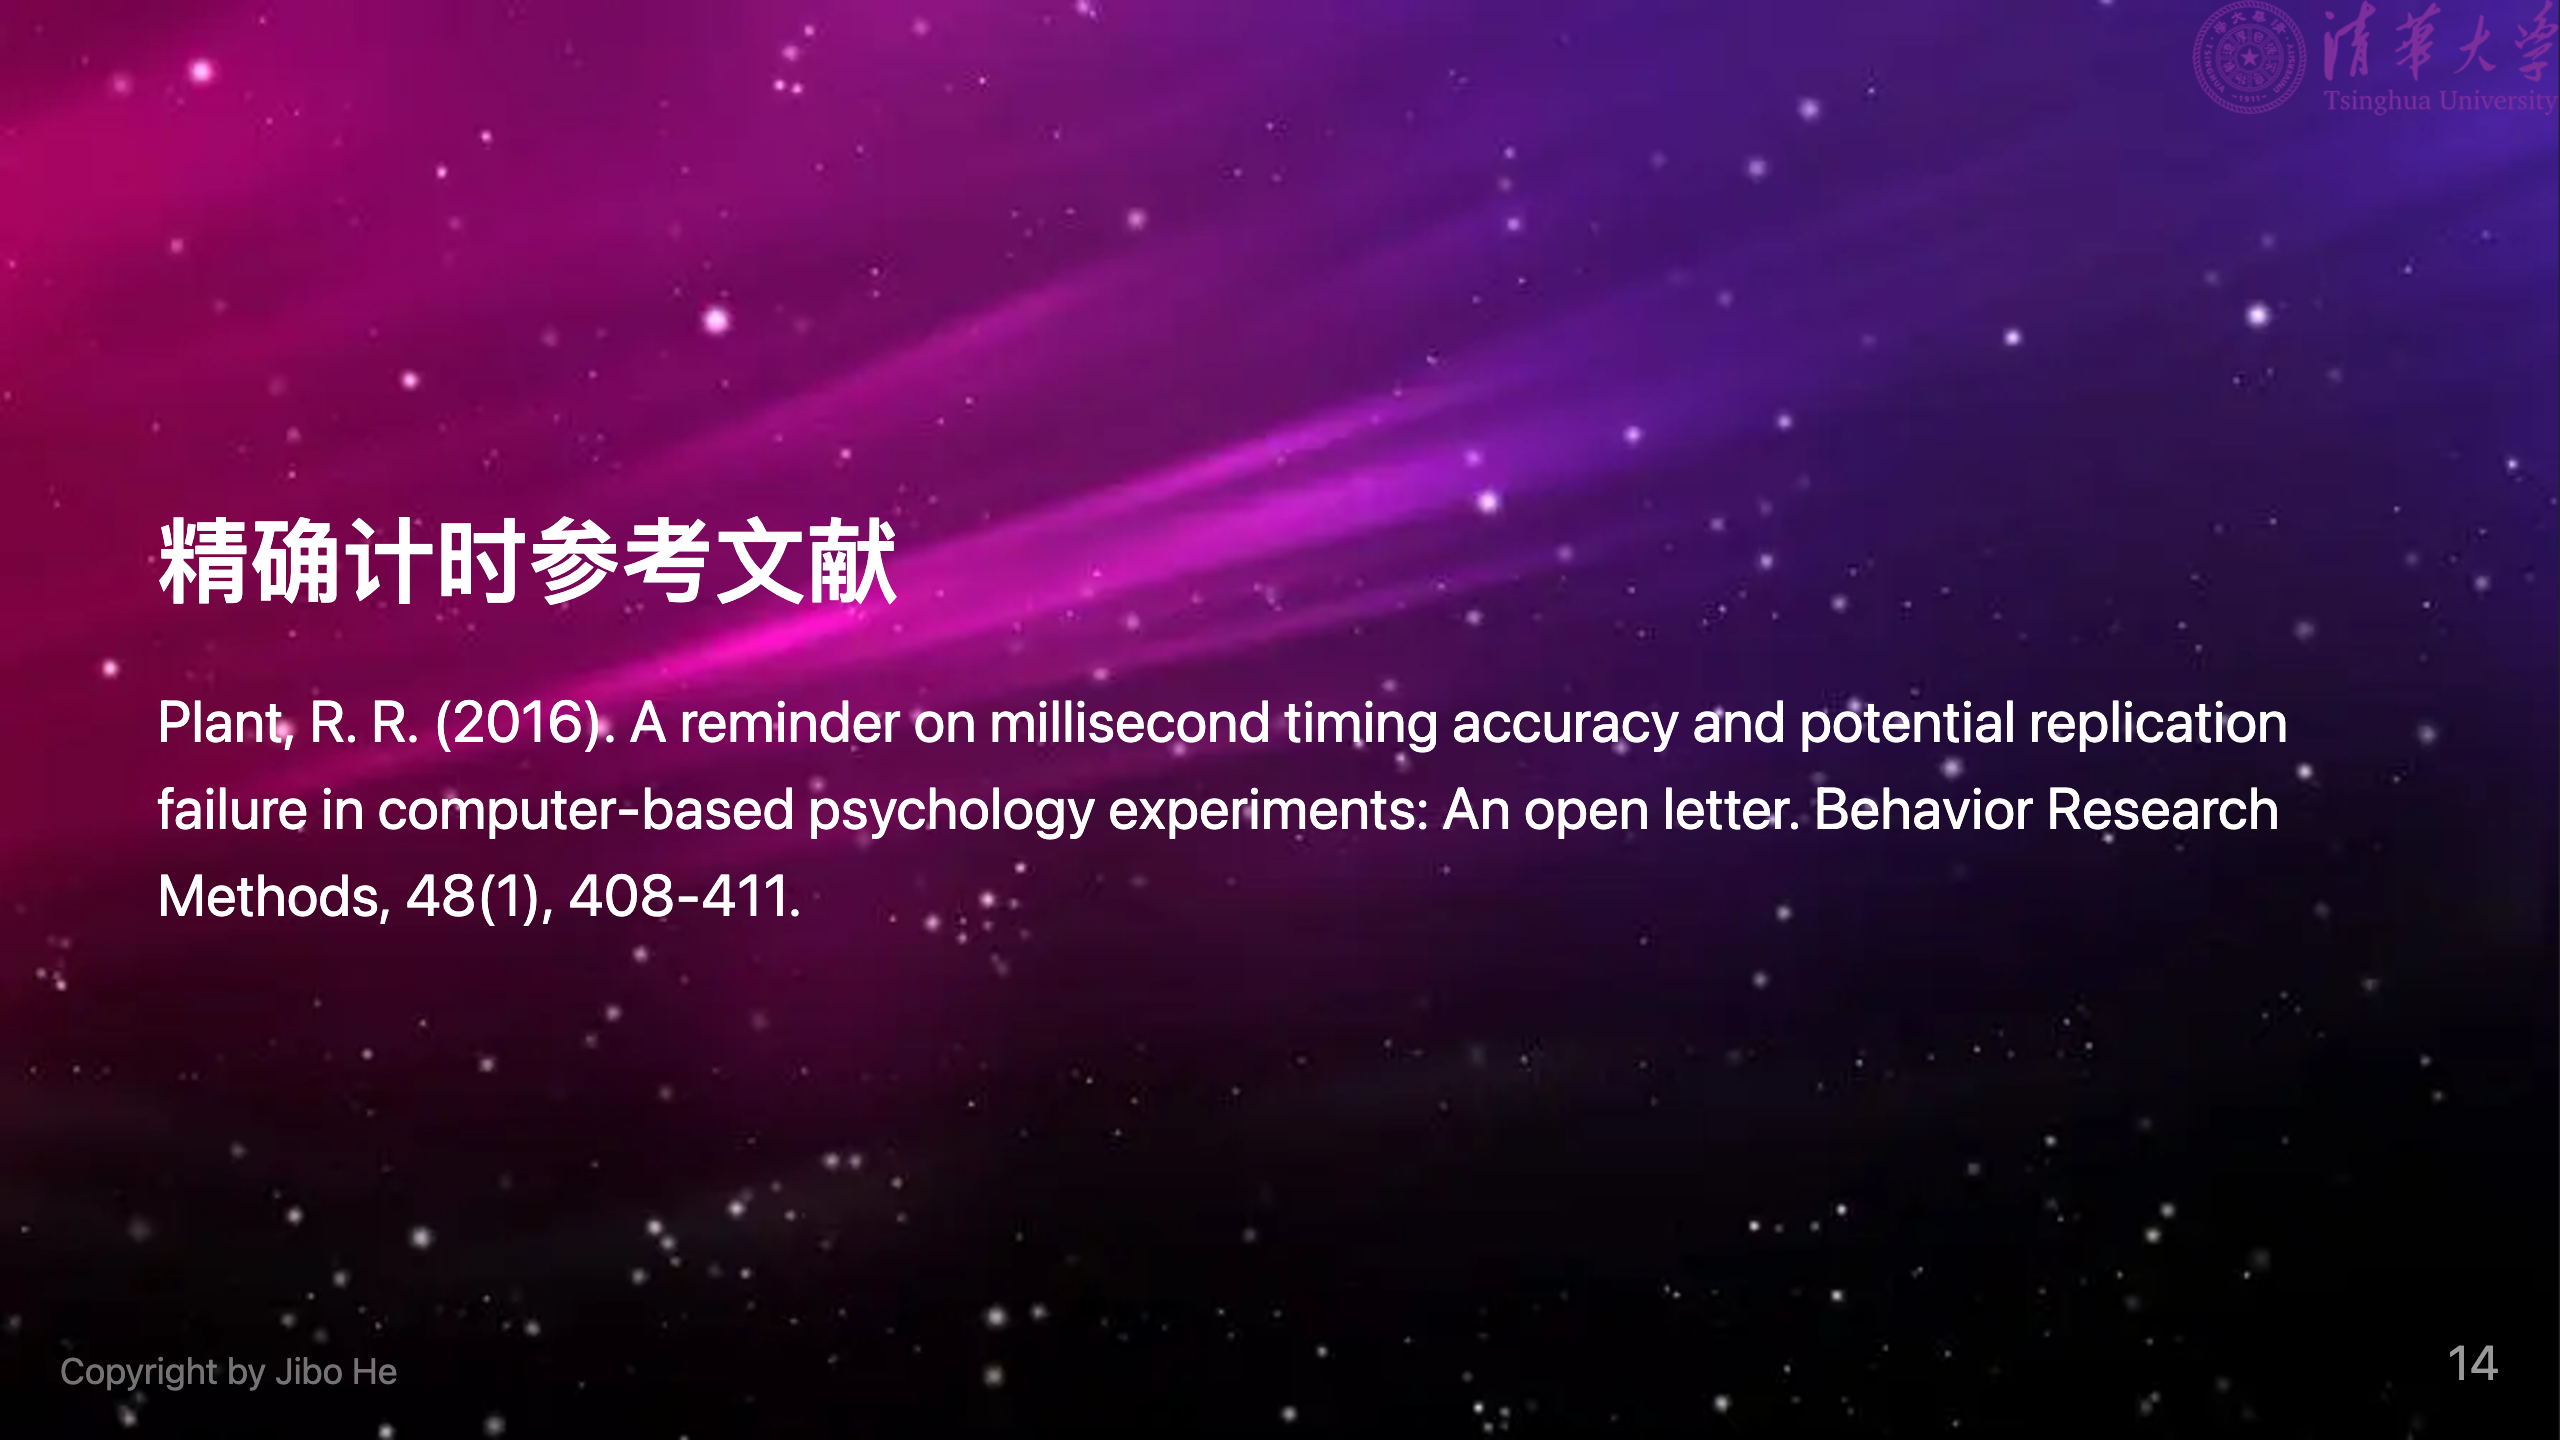 清华大学
Tsinghua University
精确计时参考文献
Plant, R. R. (2016). A reminder on millisecond timing accuracy and potential replication
failure in computer-based psychology experiments: An open letter. Behavior Research
Methods, 48(1), 408-411.
Copyright by Jibo He
14